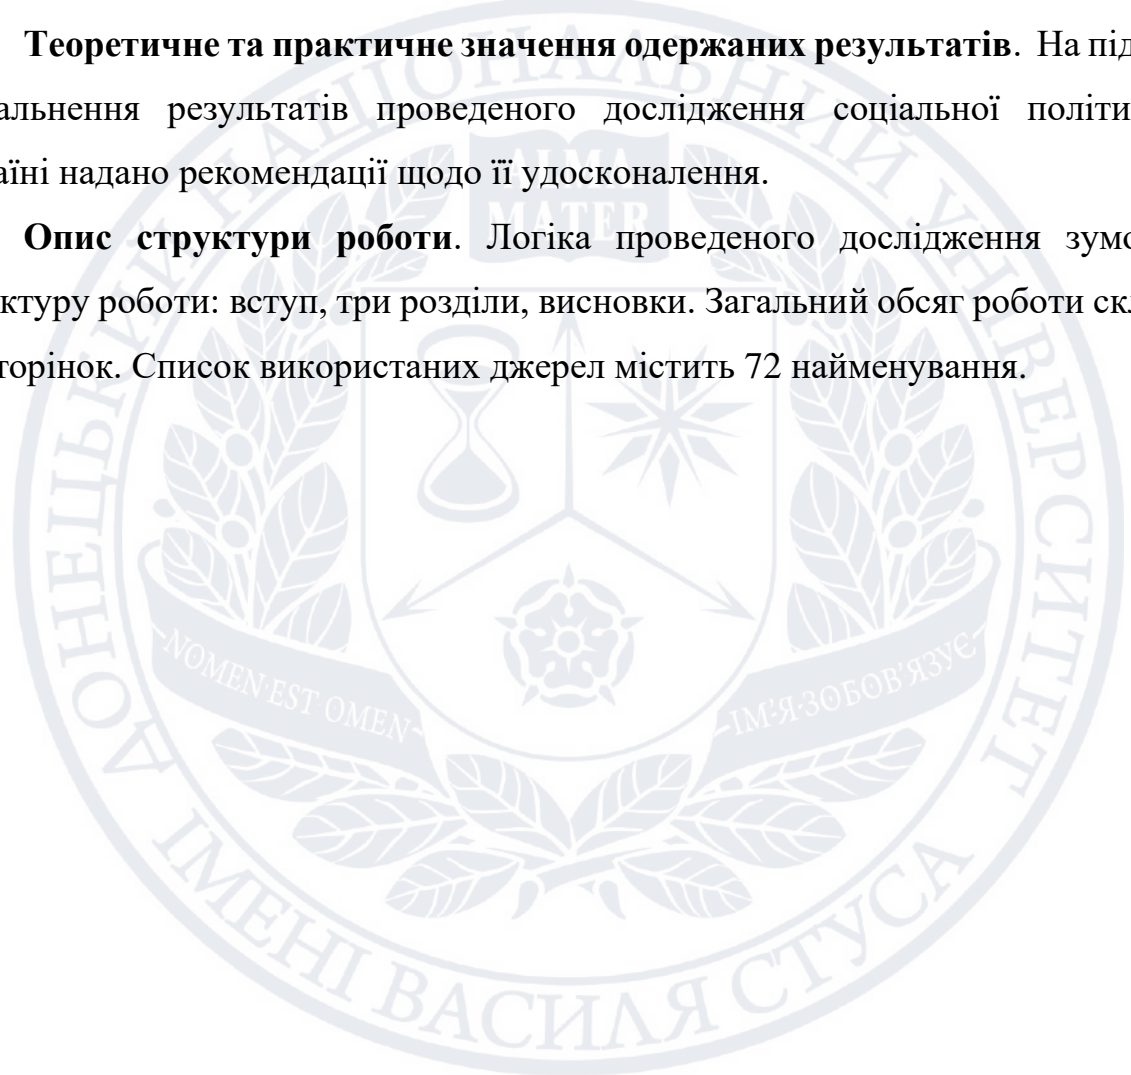 Теоретичне та практичне значення одержаних результатів. На під
альнення результатів проведеного дослідження соціальної політи
аїні надано рекомендації щодо її удосконалення.
Опис структури роботи. Логіка проведеного дослідження зумо
ктуру роботи: вступ, три розділи, висновки. Загальний обсяг роботи скл
торінок. Список використаних джерел містить 72 найменування.
ДОНЕЦЬКИЙ НАЦІОНАЛЬНИЙ УНІВЕРСИТЕТ
ІМЕНІ ВАСИЛЯ СТУСА
ALMA
MATER
NOMEN EST OMEN
ІМ'Я ЗОБОВ'ЯЗУЄ